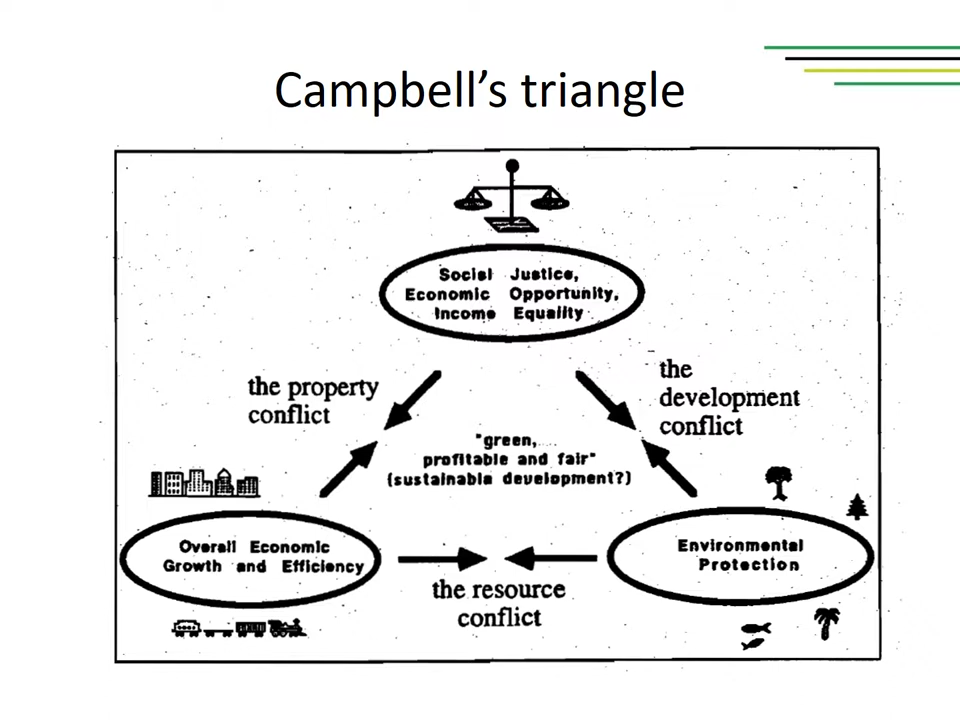 Campbell’s triangle
Social Justice,
Economic Opportunity,
Income Equality
the property
conflict
the
development
conflict
"green,
profitable and fair"
(sustainable development?)
Overall Economic
Growth and Efficiency
Environmental
Protection
the resource
conflict